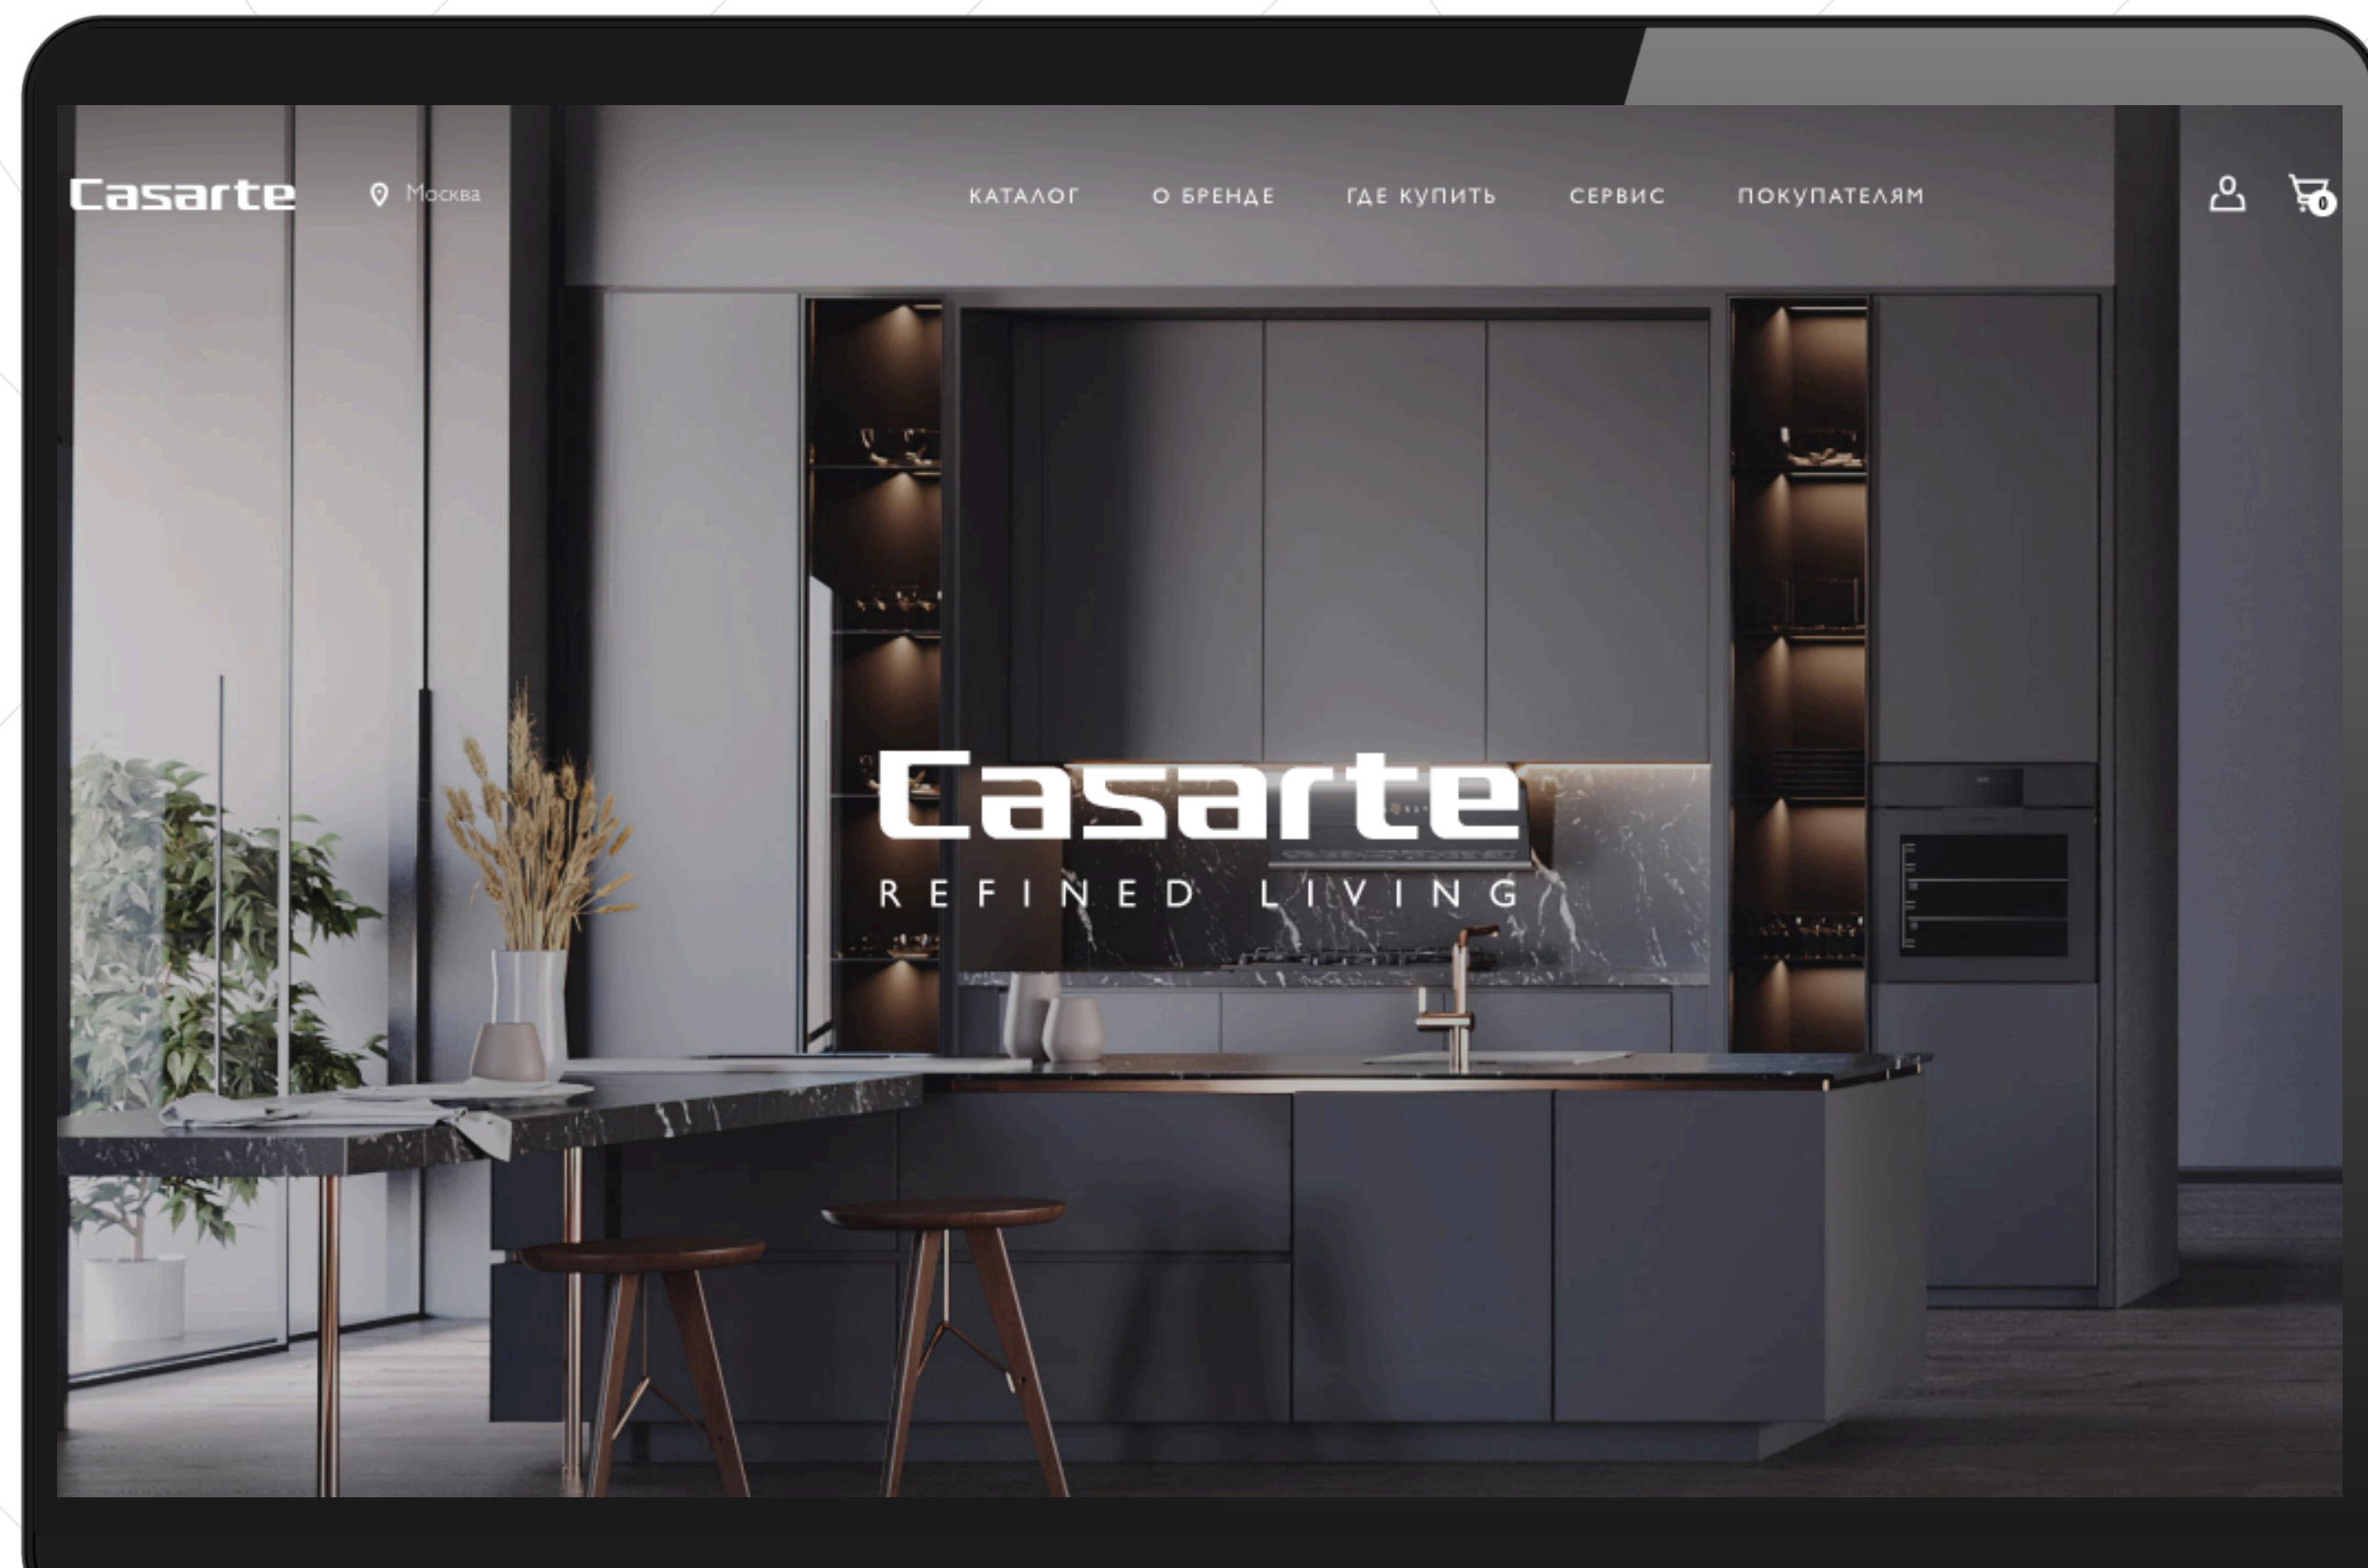 Casarte
Москва
КАТАЛОГ
О БРЕНДЕ
ГДЕ КУПИТЬ
СЕРВИС
ПОКУПАТЕЛЯМ
0
Casarte
REFINED LIVING